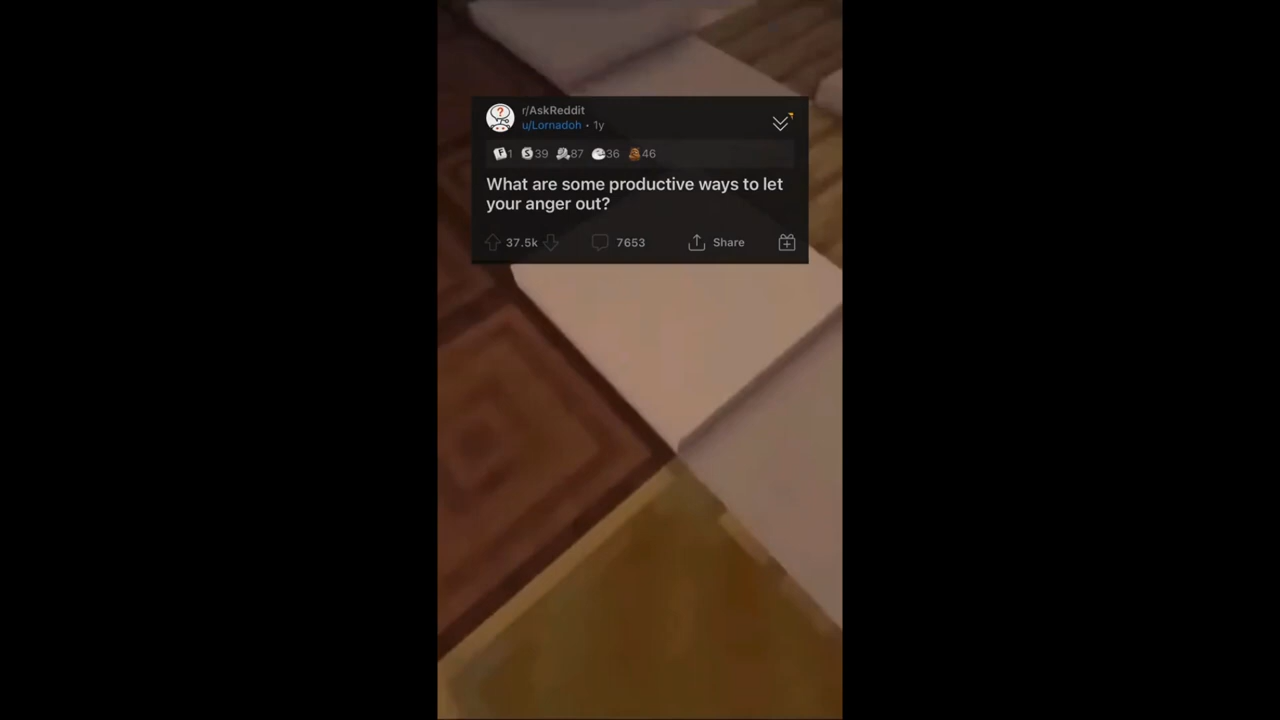 r/AskReddit
u/Lornadoh • 1y
1 39 87 36 46
What are some productive ways to let
your anger out?
37.5k 7653 Share